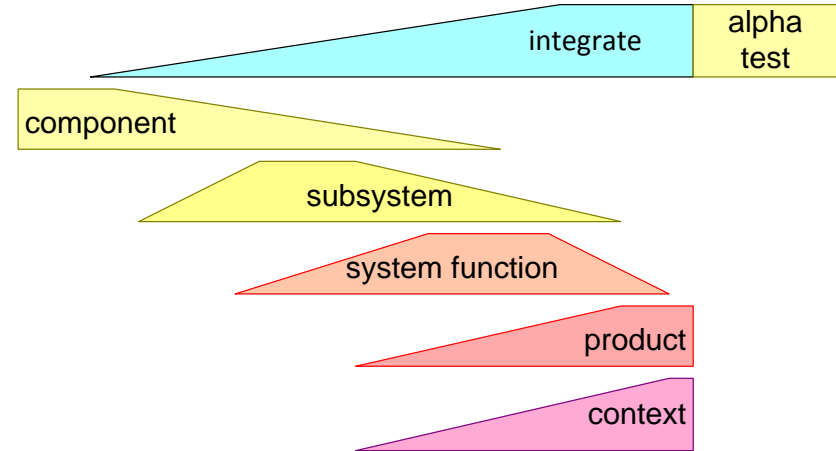 integrate
alpha
test
component
subsystem
system function
product
context